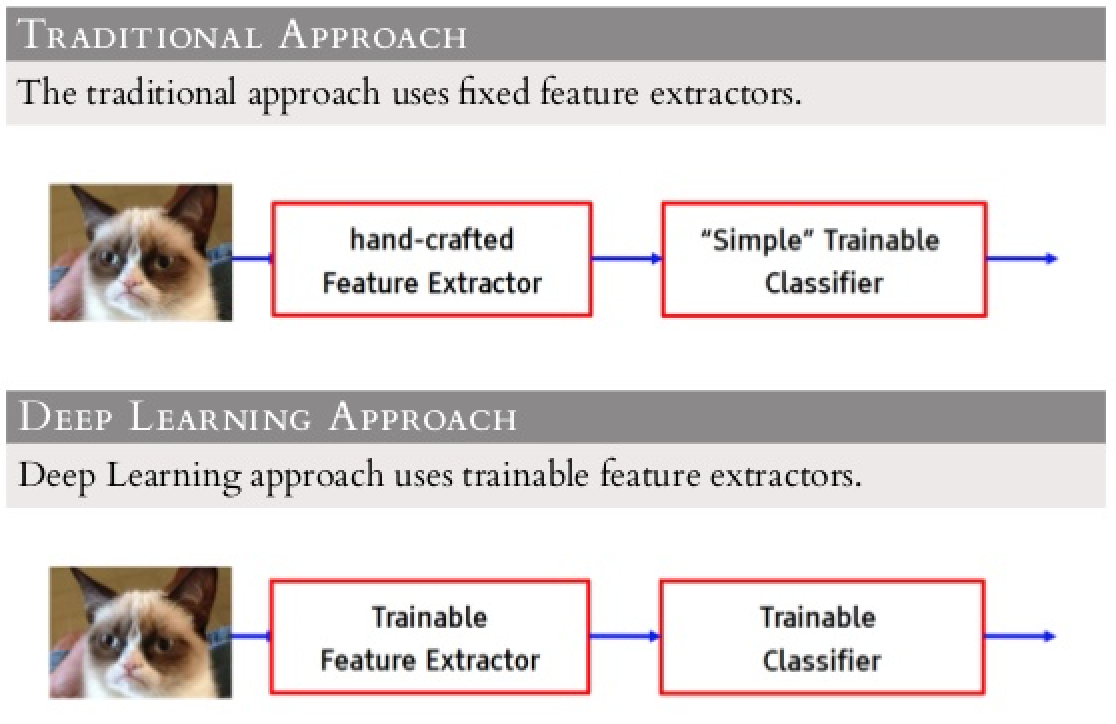 TRADITIONAL APPROACH
The traditional approach uses fixed feature extractors.
hand-crafted
Feature Extractor
“Simple” Trainable
Classifier
DEEP LEARNING APPROACH
Deep Learning approach uses trainable feature extractors.
Trainable
Feature Extractor
Trainable
Classifier